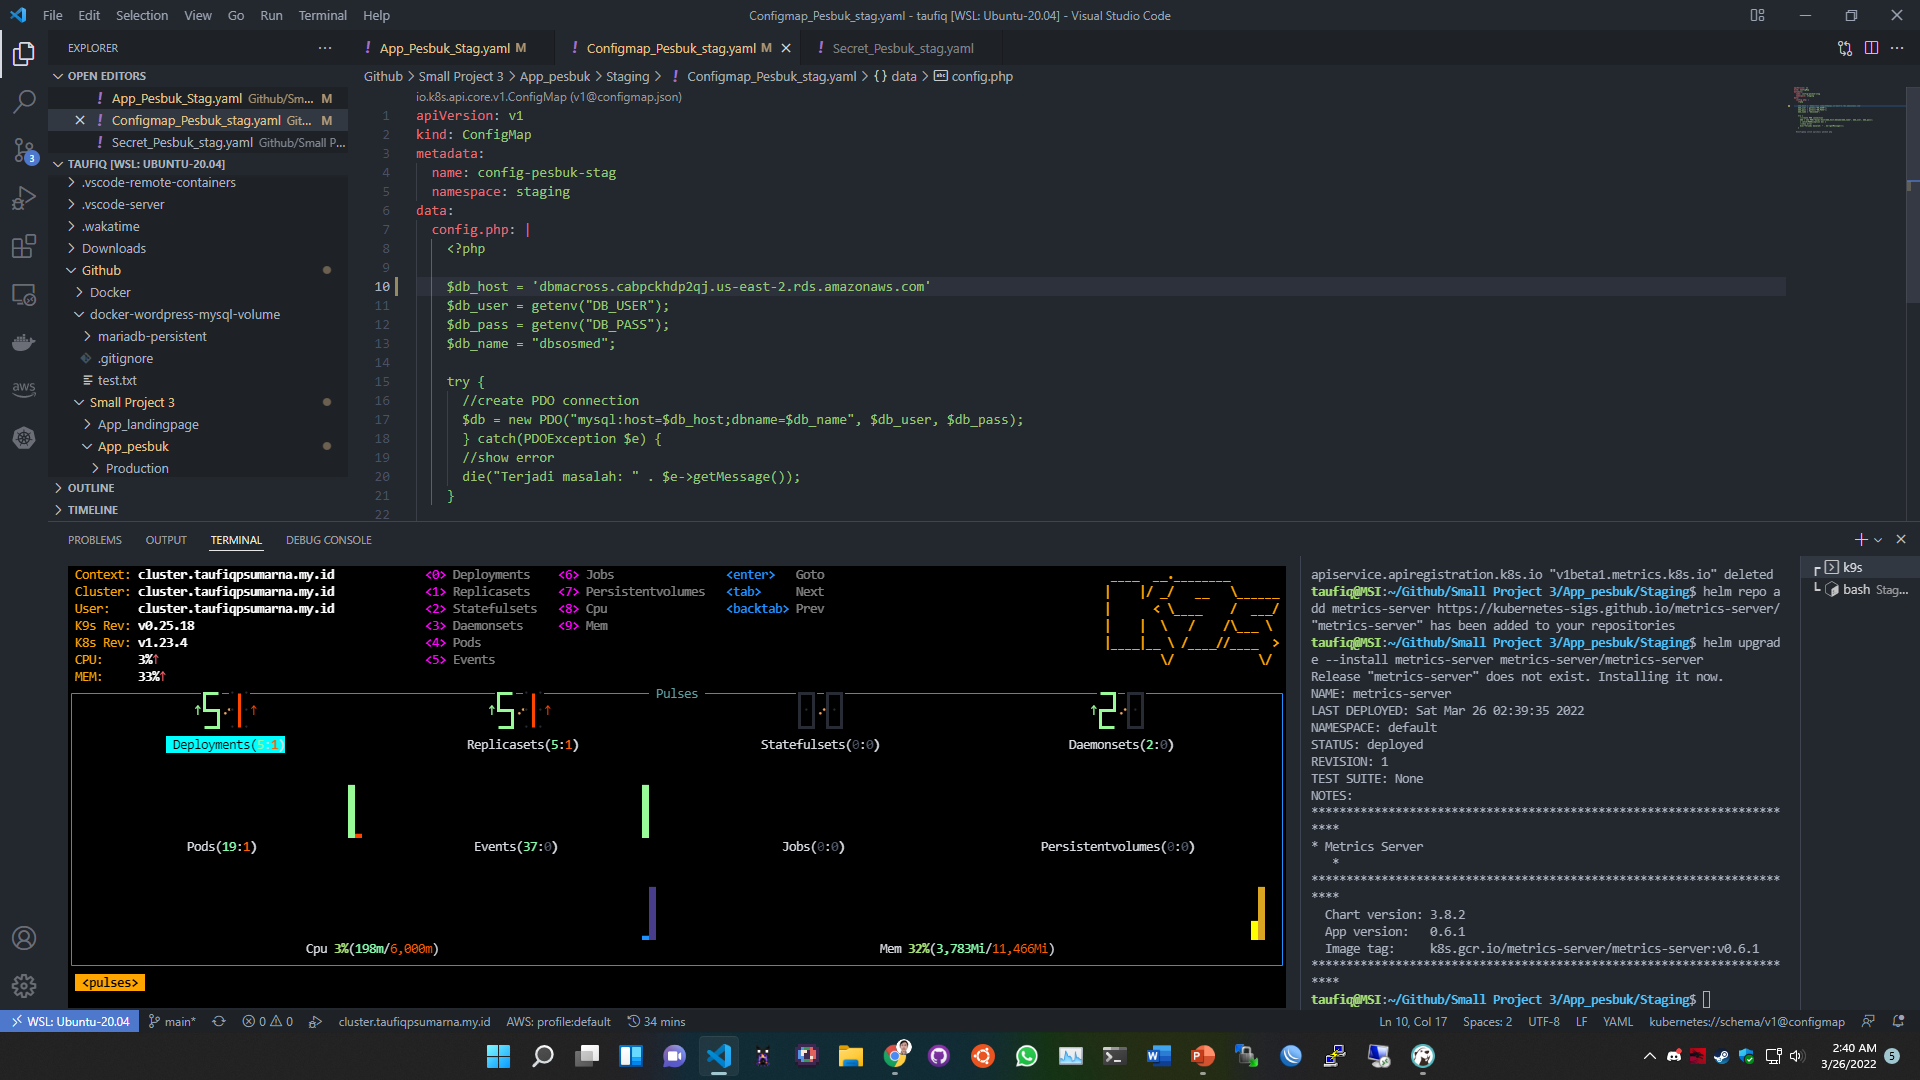 File Edit Selection View Go Run Terminal Help
Configmap_Pesbuk_stag.yaml - taufiq [WSL: Ubuntu-20.04] - Visual Studio Code
EXPLORER
OPEN EDITORS
! App_Pesbuk_Stag.yaml Github/Sm... M
! Configmap_Pesbuk_stag.yaml Git... M
! Secret_Pesbuk_stag.yaml Github/Small P...
TAUFIQ [WSL: UBUNTU-20.04]
.vscode-remote-containers
.vscode-server
.wakatime
Downloads
Github
Docker
docker-wordpress-mysql-volume
mariadb-persistent
.gitignore
test.txt
Small Project 3
App_landingpage
App_pesbuk
Production
OUTLINE
TIMELINE
3
aws
! App_Pesbuk_Stag.yaml M
! Configmap_Pesbuk_stag.yaml M
! Secret_Pesbuk_stag.yaml
Github > Small Project 3 > App_pesbuk > Staging > ! Configmap_Pesbuk_stag.yaml > {} data > config.php
io.k8s.api.core.v1.ConfigMap (v1@configmap.json)
1 apiVersion: v1
2 kind: ConfigMap
3 metadata:
4 name: config-pesbuk-stag
5 namespace: staging
6 data:
7 config.php: |
8 <?php
9
10 $db_host = 'dbmacross.cabpckhdp2qj.us-east-2.rds.amazonaws.com'
11 $db_user = getenv("DB_USER");
12 $db_pass = getenv("DB_PASS");
13 $db_name = "dbsosmed";
14
15 try {
16 //create PDO connection
17 $db = new PDO("mysql:host=$db_host;dbname=$db_name", $db_user, $db_pass);
18 } catch(PDOException $e) {
19 //show error
20 die("Terjadi masalah: " . $e->getMessage());
21 }
22
PROBLEMS OUTPUT TERMINAL DEBUG CONSOLE
Context: cluster.taufiqpsumarna.my.id
Cluster: cluster.taufiqpsumarna.my.id
User: cluster.taufiqpsumarna.my.id
K9s Rev: v0.25.18
K8s Rev: v1.23.4
CPU: 3%↑
MEM: 33%↑
<0> Deployments <6> Jobs <enter> Goto
<1> Replicasets <7> Persistentvolumes <tab> Next
<2> Statefulsets <8> Cpu <backtab> Prev
<3> Daemonsets <9> Mem
<4> Pods
<5> Events
K9s
Pulses
Deployments(5:1) Replicasets(5:1) Statefulsets(0:0) Daemonsets(2:0)
Pods(19:1) Events(37:0) Jobs(0:0) Persistentvolumes(0:0)
Cpu 3%(198m/6,000m) Mem 32%(3,783Mi/11,466Mi)
<pulses>
apiservice.apiregistration.k8s.io "v1beta1.metrics.k8s.io" deleted
taufiq@MSI:~/Github/Small Project 3/App_pesbuk/Staging$ helm repo a
dd metrics-server https://kubernetes-sigs.github.io/metrics-server/
"metrics-server" has been added to your repositories
taufiq@MSI:~/Github/Small Project 3/App_pesbuk/Staging$ helm upgrad
e --install metrics-server metrics-server/metrics-server
Release "metrics-server" does not exist. Installing it now.
NAME: metrics-server
LAST DEPLOYED: Sat Mar 26 02:39:35 2022
NAMESPACE: default
STATUS: deployed
REVISION: 1
TEST SUITE: None
NOTES:
*******************************************************************
****
* Metrics Server
*
*******************************************************************
****
Chart version: 3.8.2
App version: 0.6.1
Image tag: k8s.gcr.io/metrics-server/metrics-server:v0.6.1
*******************************************************************
****
taufiq@MSI:~/Github/Small Project 3/App_pesbuk/Staging$
k9s
bash Stag...
WSL: Ubuntu-20.04 main* 0 0 cluster.taufiqpsumarna.my.id AWS: profile:default 34 mins
Ln 10, Col 17 Spaces: 2 UTF-8 LF YAML kubernetes://schema/v1@configmap
2:40 AM
3/26/2022
5